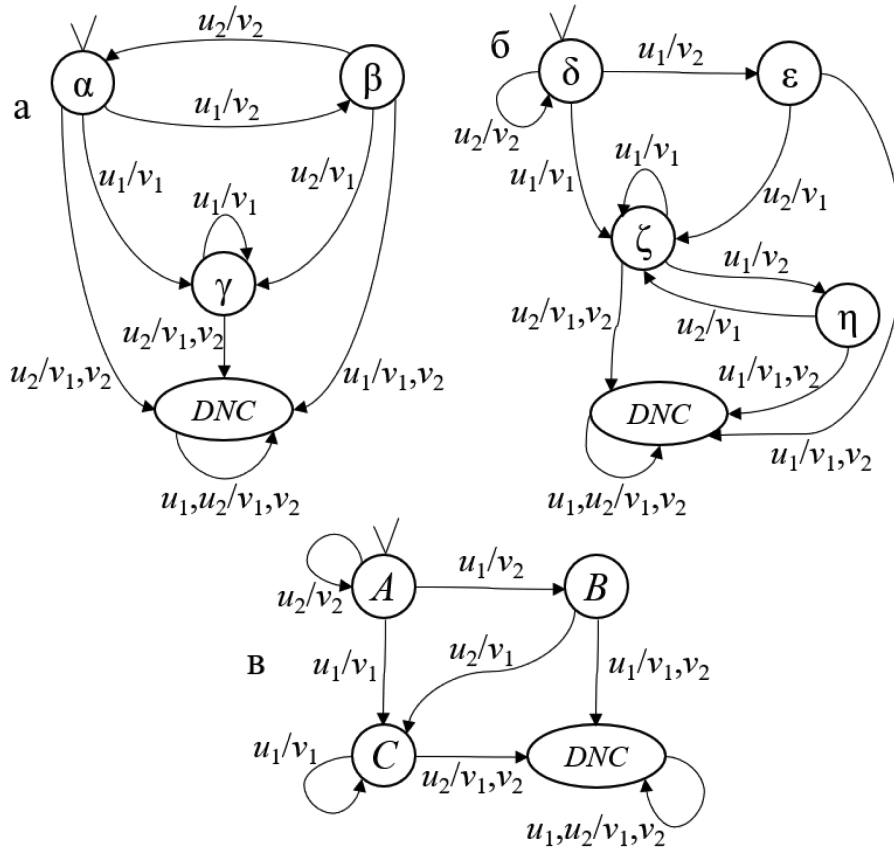 а
α
β
u₂/v₂
u₁/v₂
u₁/v₁
u₂/v₁
u₁/v₁
γ
u₂/v₁,v₂
u₂/v₁,v₂
u₁/v₁,v₂
DNC
u₁,u₂/v₁,v₂
б
δ
u₁/v₂
ε
u₂/v₂
u₁/v₁
u₁/v₁
u₂/v₁
ζ
u₁/v₂
η
u₂/v₁
u₂/v₁,v₂
u₁/v₁,v₂
DNC
u₁/v₁,v₂
u₁,u₂/v₁,v₂
в
A
u₁/v₂
B
u₂/v₂
u₁/v₁
u₂/v₁
u₁/v₁,v₂
u₁/v₁
C
u₂/v₁,v₂
DNC
u₁,u₂/v₁,v₂